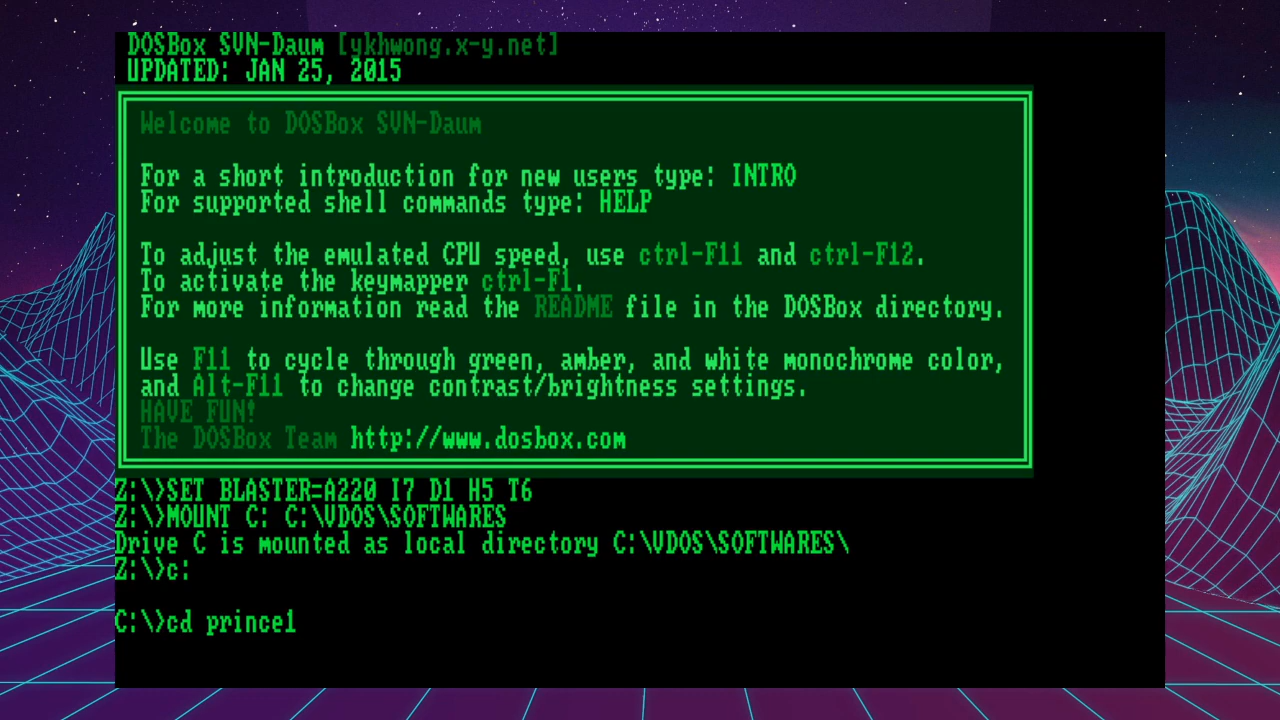 DOSBox SVN-Daum [ykhwong.x-y.net]
UPDATED: JAN 25, 2015
Welcome to DOSBox SVN-Daum
For a short introduction for new users type: INTRO
For supported shell commands type: HELP
To adjust the emulated CPU speed, use ctrl-F11 and ctrl-F12.
To activate the keymapper ctrl-F1.
For more information read the README file in the DOSBox directory.
Use F11 to cycle through green, amber, and white monochrome color,
and Alt-F11 to change contrast/brightness settings.
HAVE FUN!
The DOSBox Team http://www.dosbox.com
Z:\>SET BLASTER=A220 I7 D1 H5 T6
Z:\>MOUNT C: C:\VDOS\SOFTWARES
Drive C is mounted as local directory C:\VDOS\SOFTWARES\
Z:\>c:
C:\>cd prince1